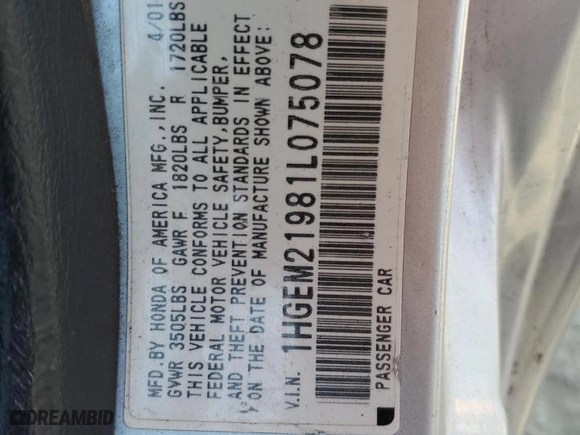 MFD.BY HONDA OF AMERICA MFG.,INC. 4/01
GVWR 3505LBS GAWR F 1820LBS R 1720LBS
THIS VEHICLE CONFORMS TO ALL APPLICABLE
FEDERAL MOTOR VEHICLE SAFETY,BUMPER,
AND THEFT PREVENTION STANDARDS IN EFFECT
ON THE DATE OF MANUFACTURE SHOWN ABOVE:
V.I.N. 1HGEM21981L075078
PASSENGER CAR
DREAMBID